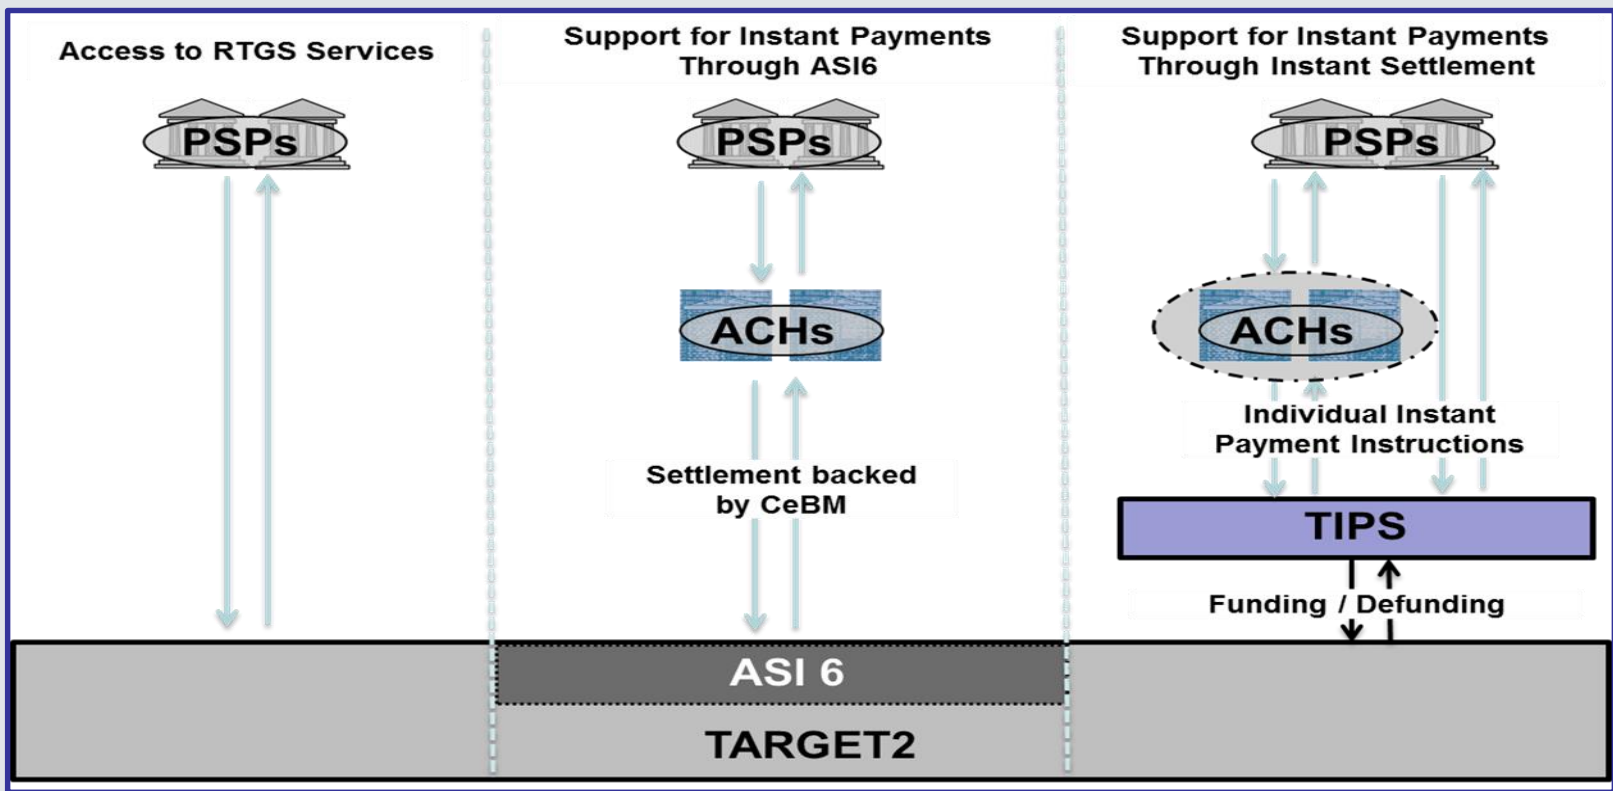 Access to RTGS Services
PSPs
Support for Instant Payments
Through ASI6
PSPs
ACHs
Settlement backed
by CeBM
Support for Instant Payments
Through Instant Settlement
PSPs
ACHs
Individual Instant
Payment Instructions
TIPS
Funding / Defunding
ASI 6
TARGET2